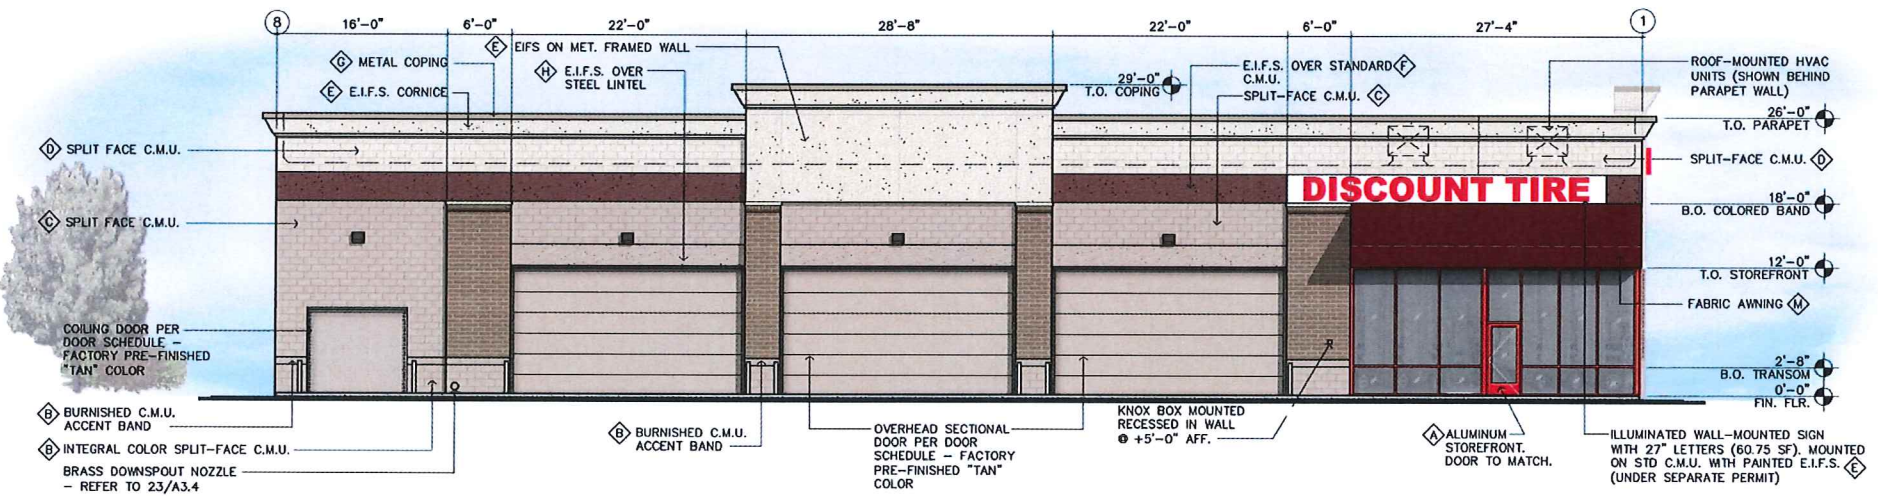 8
16'-0"
6'-0"
22'-0"
28'-8"
22'-0"
6'-0"
27'-4"
1
E EIFS ON MET. FRAMED WALL
G METAL COPING
H E.I.F.S. OVER
STEEL LINTEL
E E.I.F.S. CORNICE
29'-0"
T.O. COPING
E.I.F.S. OVER STANDARD F
C.M.U.
SPLIT-FACE C.M.U. C
ROOF-MOUNTED HVAC
UNITS (SHOWN BEHIND
PARAPET WALL)
26'-0"
T.O. PARAPET
D SPLIT FACE C.M.U.
SPLIT-FACE C.M.U. D
DISCOUNT TIRE
18'-0"
B.O. COLORED BAND
C SPLIT FACE C.M.U.
12'-0"
T.O. STOREFRONT
FABRIC AWNING M
COILING DOOR PER
DOOR SCHEDULE –
FACTORY PRE-FINISHED
"TAN" COLOR
2'-8"
B.O. TRANSOM
0'-0"
FIN. FLR.
B BURNISHED C.M.U.
ACCENT BAND
B INTEGRAL COLOR SPLIT-FACE C.M.U.
BRASS DOWNSPOUT NOZZLE
– REFER TO 23/A3.4
B BURNISHED C.M.U.
ACCENT BAND
OVERHEAD SECTIONAL
DOOR PER DOOR
SCHEDULE – FACTORY
PRE-FINISHED "TAN"
COLOR
KNOX BOX MOUNTED
RECESSED IN WALL
@ +5'-0" AFF.
A ALUMINUM
STOREFRONT.
DOOR TO MATCH.
ILLUMINATED WALL-MOUNTED SIGN
WITH 27" LETTERS (60.75 SF). MOUNTED
ON STD C.M.U. WITH PAINTED E.I.F.S. E
(UNDER SEPARATE PERMIT)